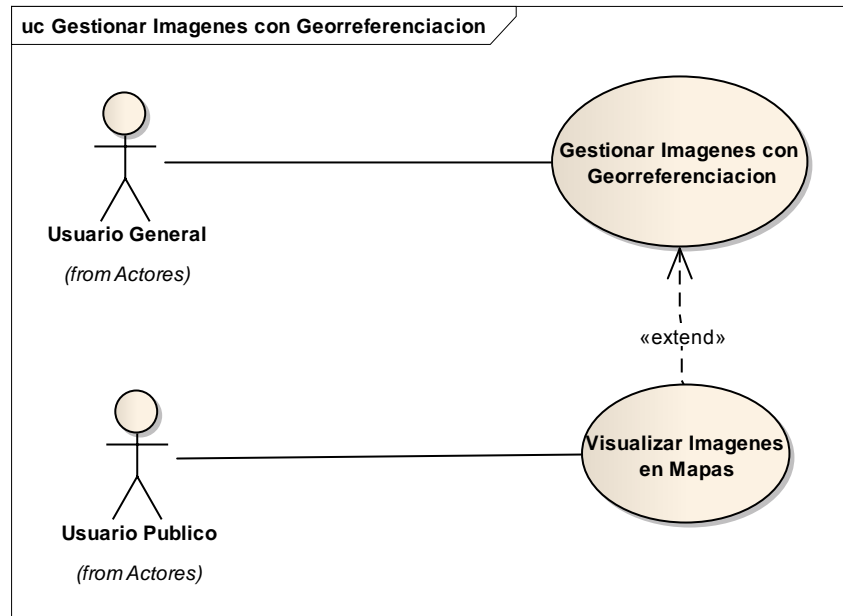 uc Gestionar Imagenes con Georreferenciacion
Gestionar Imagenes con
Georreferenciacion
Usuario General
(from Actores)
«extend»
Visualizar Imagenes
en Mapas
Usuario Publico
(from Actores)